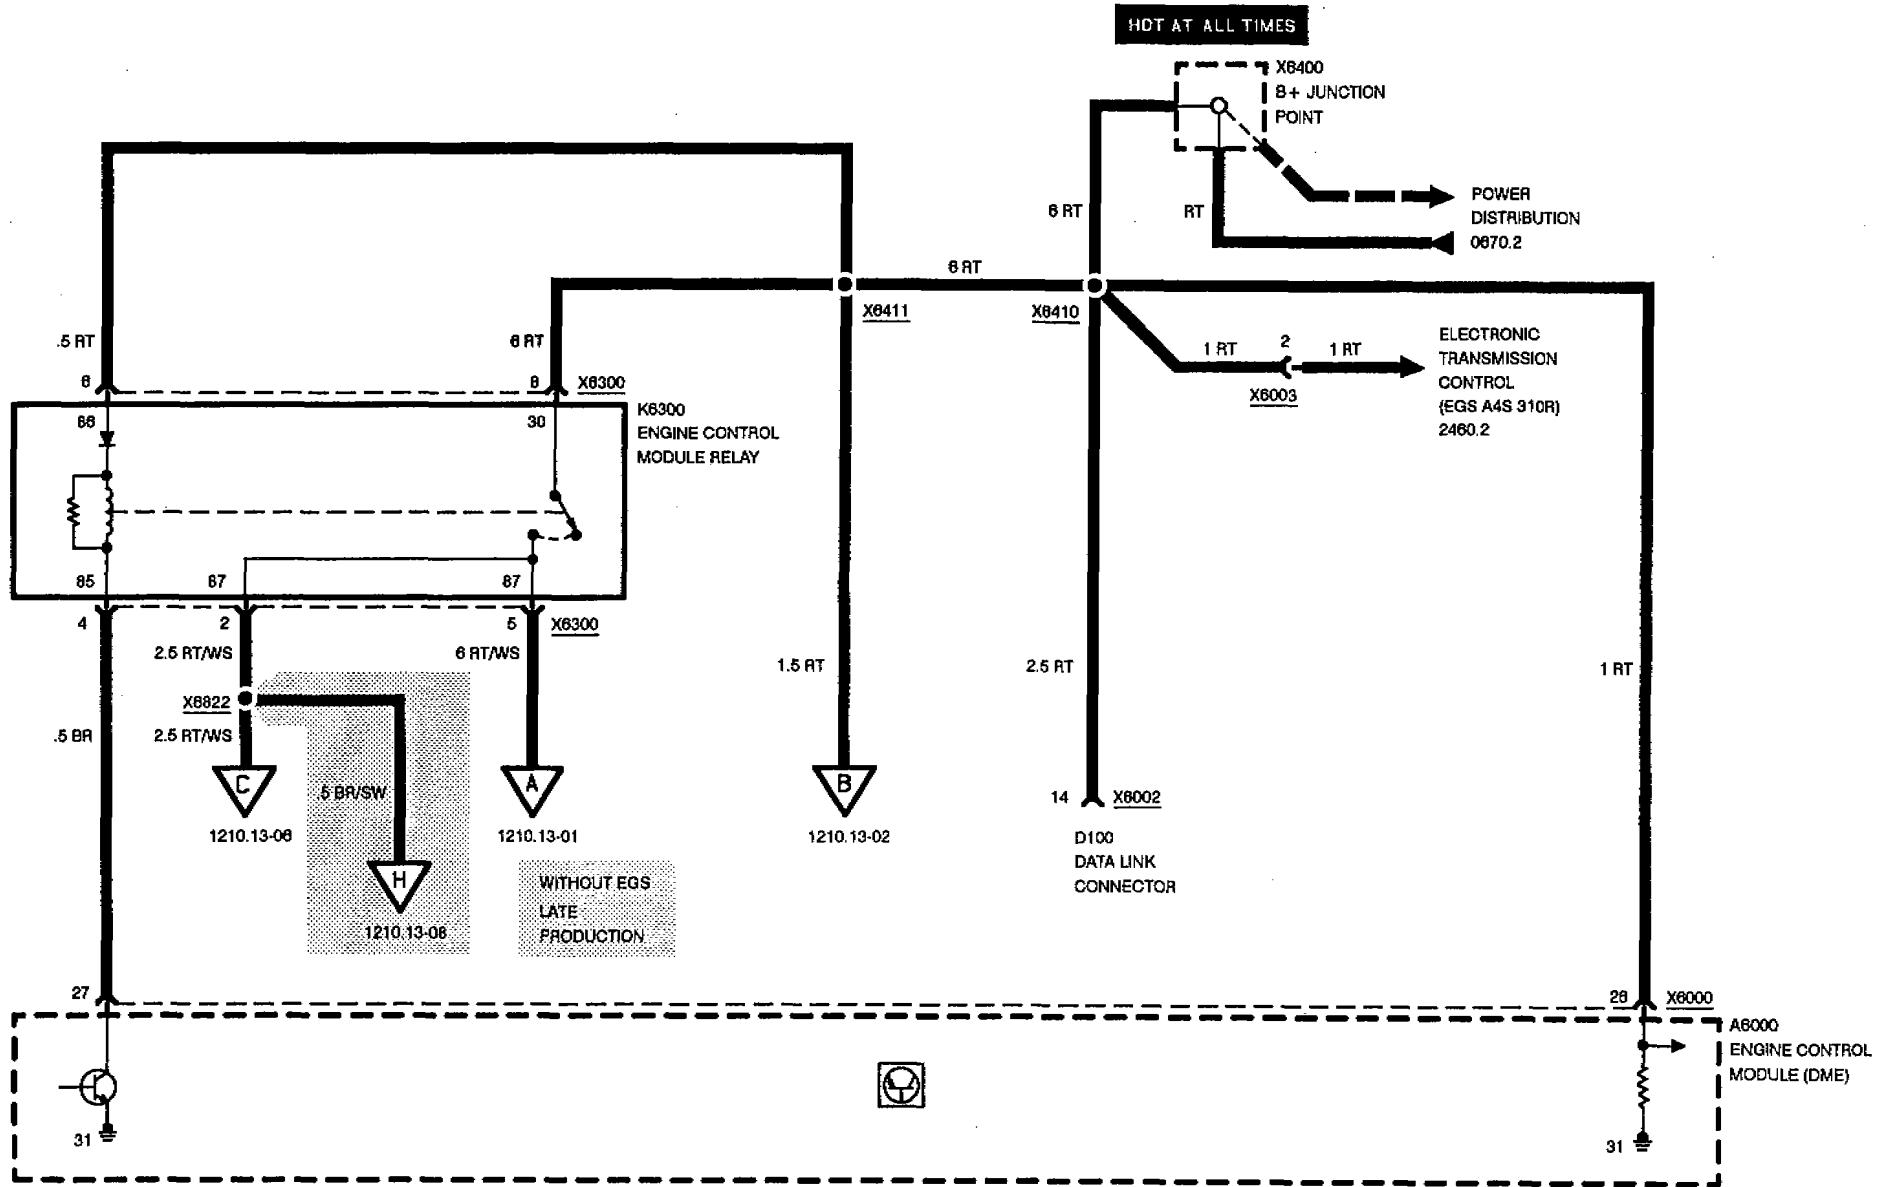 HOT AT ALL TIMES
X6400
B+ JUNCTION
POINT
6 RT
RT
POWER
DISTRIBUTION
0670.2
6 RT
X6411
X6410
.5 RT
6 RT
1 RT
2
1 RT
X6003
ELECTRONIC
TRANSMISSION
CONTROL
(EGS A4S 310R)
2460.2
6
8
X6300
K6300
ENGINE CONTROL
MODULE RELAY
86
30
85
87
87
4
2
5
X6300
2.5 RT/WS
6 RT/WS
1.5 RT
2.5 RT
1 RT
X6822
.5 BR
2.5 RT/WS
C
A
B
.5 BR/SW
14
X6002
1210.13-06
1210.13-01
1210.13-02
D100
DATA LINK
CONNECTOR
H
1210.13-08
WITHOUT EGS
LATE
PRODUCTION
27
26
X6000
A6000
ENGINE CONTROL
MODULE (DME)
31
31